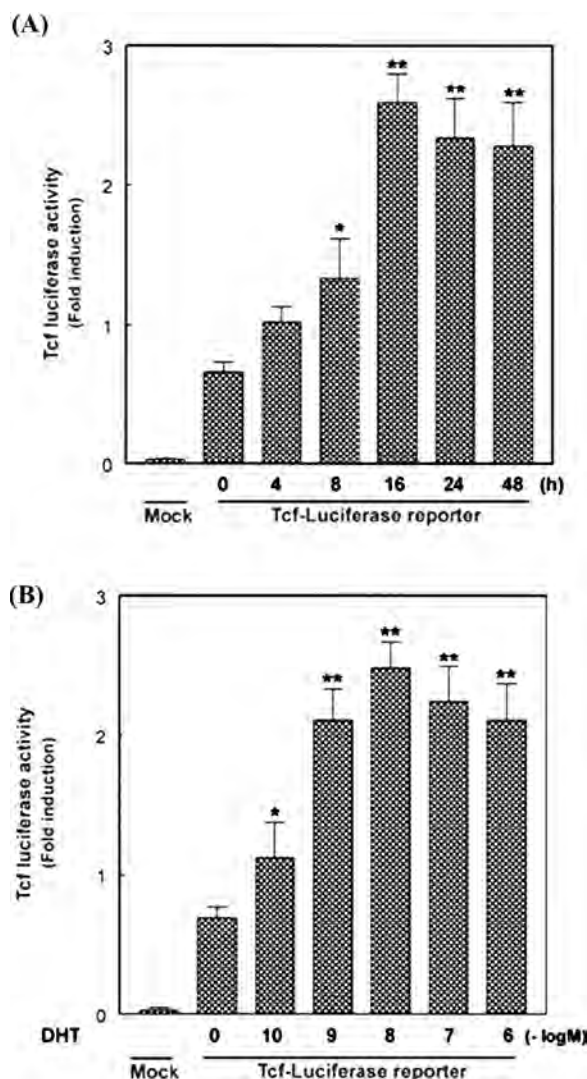 (A)
3
2
1
0
Tcf luciferase activity
(Fold induction)
*
**
**
**
0 4 8 16 24 48 (h)
Mock Tcf-Luciferase reporter
(B)
3
2
1
0
Tcf luciferase activity
(Fold induction)
*
**
**
**
**
DHT 0 10 9 8 7 6 (- logM)
Mock Tcf-Luciferase reporter